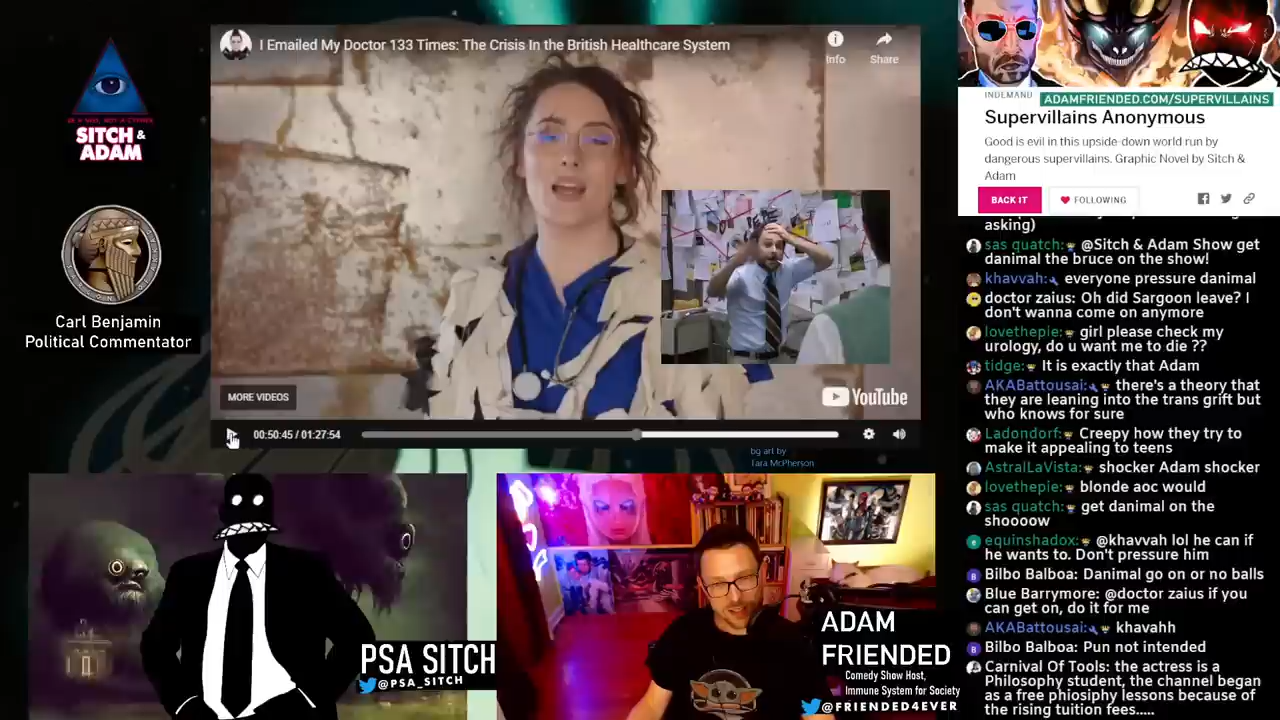 I Emailed My Doctor 133 Times: The Crisis In the British Healthcare System
Info
Share
SITCH &
ADAM
Carl Benjamin
Political Commentator
MORE VIDEOS
YouTube
00:50:45 / 01:27:54
bg art by
Tara McPherson
PSA SITCH
@PSA_SITCH
ADAM
FRIENDED
Comedy Show Host,
Immune System for Society
@FRIENDED4EVER
INDEMAND
ADAMFRIENDED.COM/SUPERVILLAINS
Supervillains Anonymous
Good is evil in this upside-down world run by
dangerous supervillains. Graphic Novel by Sitch &
Adam
BACK IT
FOLLOWING
asking)
sas quatch: @Sitch & Adam Show get
danimal the bruce on the show!
khavvah: everyone pressure danimal
doctor zaius: Oh did Sargoon leave? I
don't wanna come on anymore
lovethepie: girl please check my
urology, do u want me to die ??
tidge: It is exactly that Adam
AKABattousai: there's a theory that
they are leaning into the trans grift but
who knows for sure
Ladondorf: Creepy how they try to
make it appealing to teens
AstralLaVista: shocker Adam shocker
lovethepie: blonde aoc would
sas quatch: get danimal on the
shoooow
equinshadox: @khavvah lol he can if
he wants to. Don't pressure him
Bilbo Balboa: Danimal go on or no balls
Blue Barrymore: @doctor zaius if you
can get on, do it for me
AKABattousai: khavahh
Bilbo Balboa: Pun not intended
Carnival Of Tools: the actress is a
Philosophy student, the channel began
as a free phiosiphy lessons because of
the rising tuition fees.....